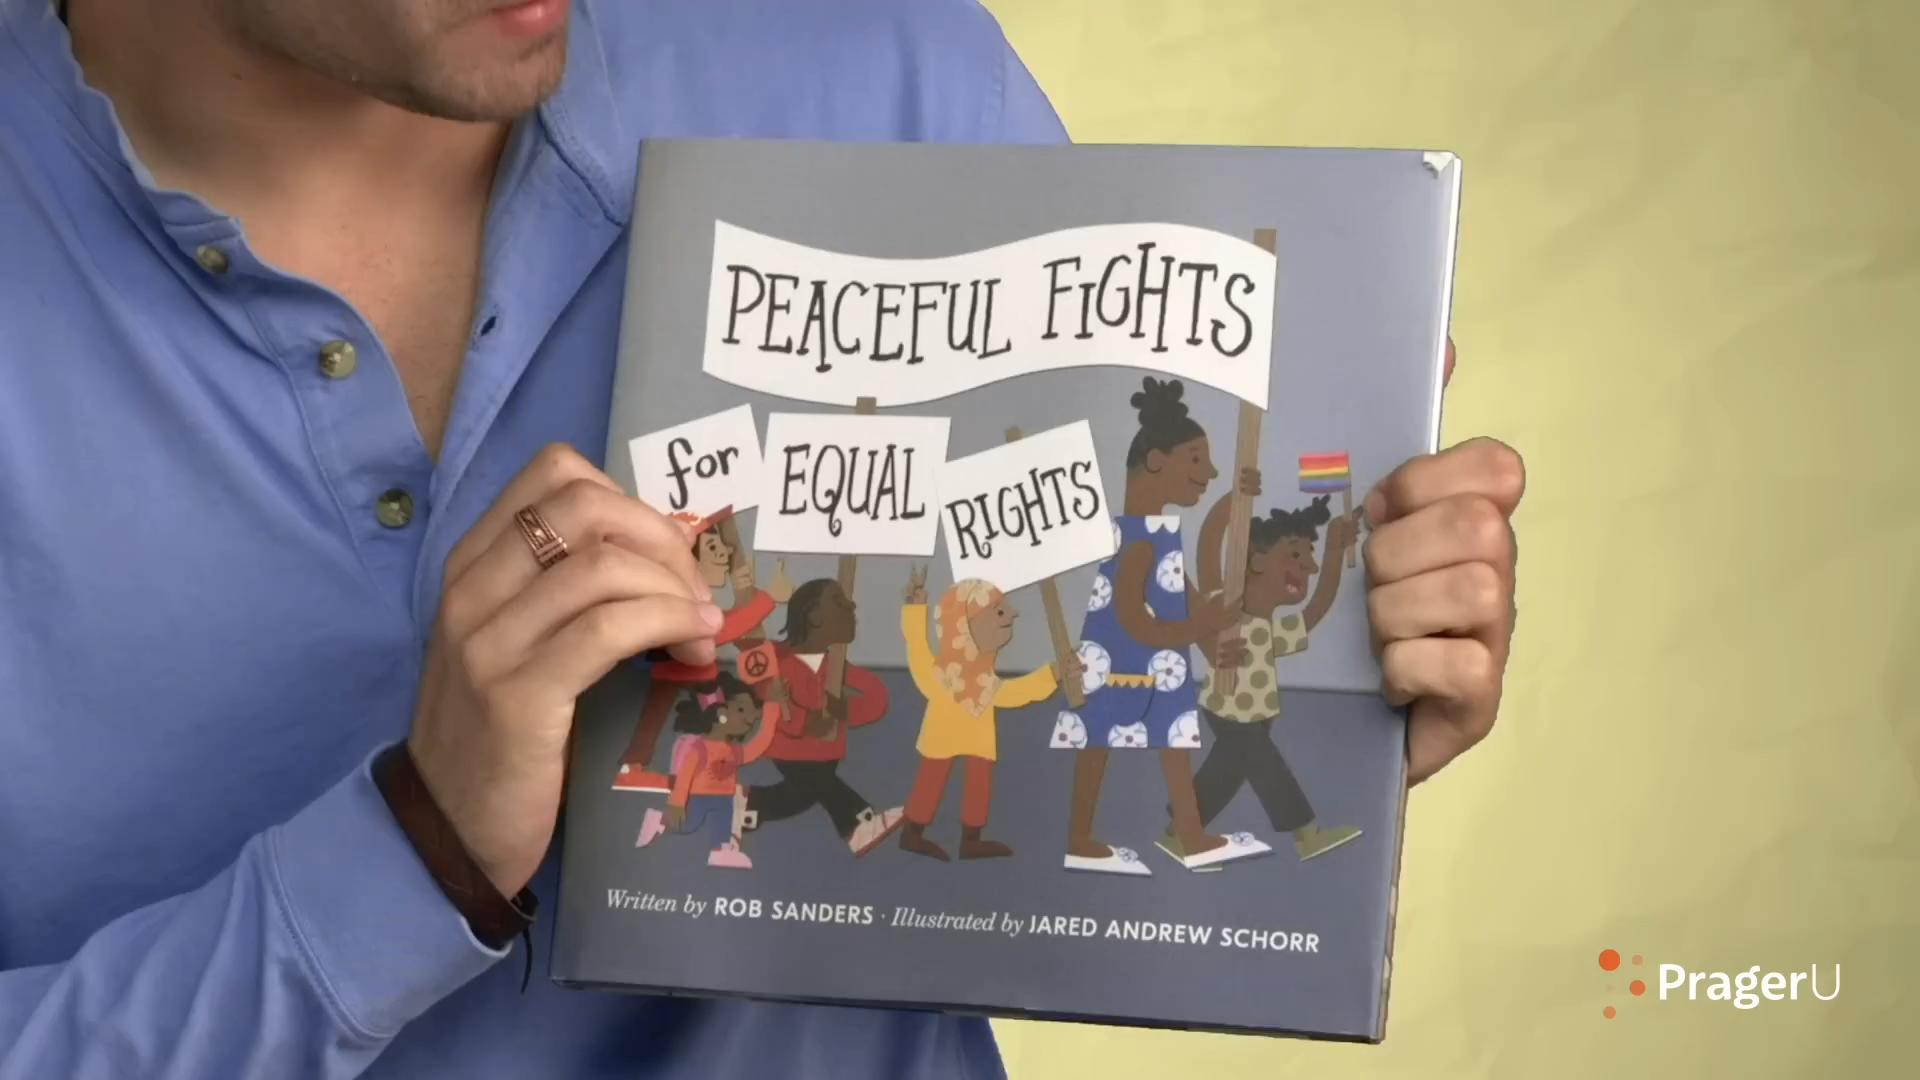 PEACEFUL FIGHTS
for EQUAL RIGHTS
Written by ROB SANDERS · Illustrated by JARED ANDREW SCHORR
PragerU